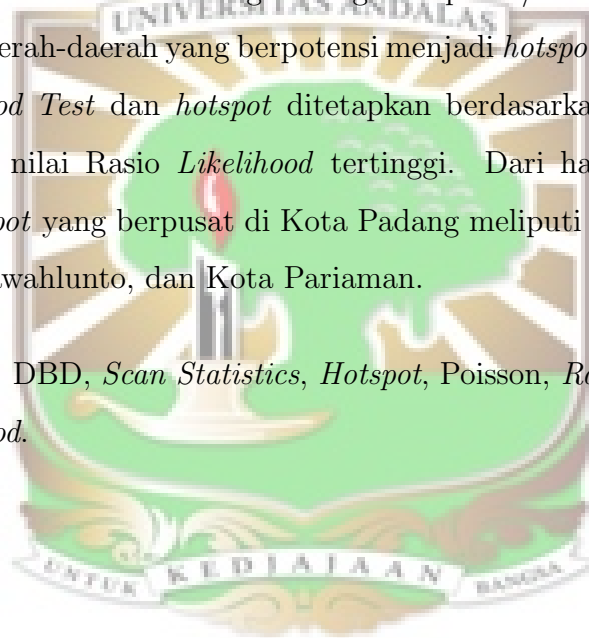 UNIVERSITAS ANDALAS
erah-daerah yang berpotensi menjadi hotspo
od Test dan hotspot ditetapkan berdasarka
nilai Rasio Likelihood tertinggi. Dari ha
pot yang berpusat di Kota Padang meliputi
wahlunto, dan Kota Pariaman.
DBD, Scan Statistics, Hotspot, Poisson, Ra
od.
UNTUK KEDJAJAAN BANGSA